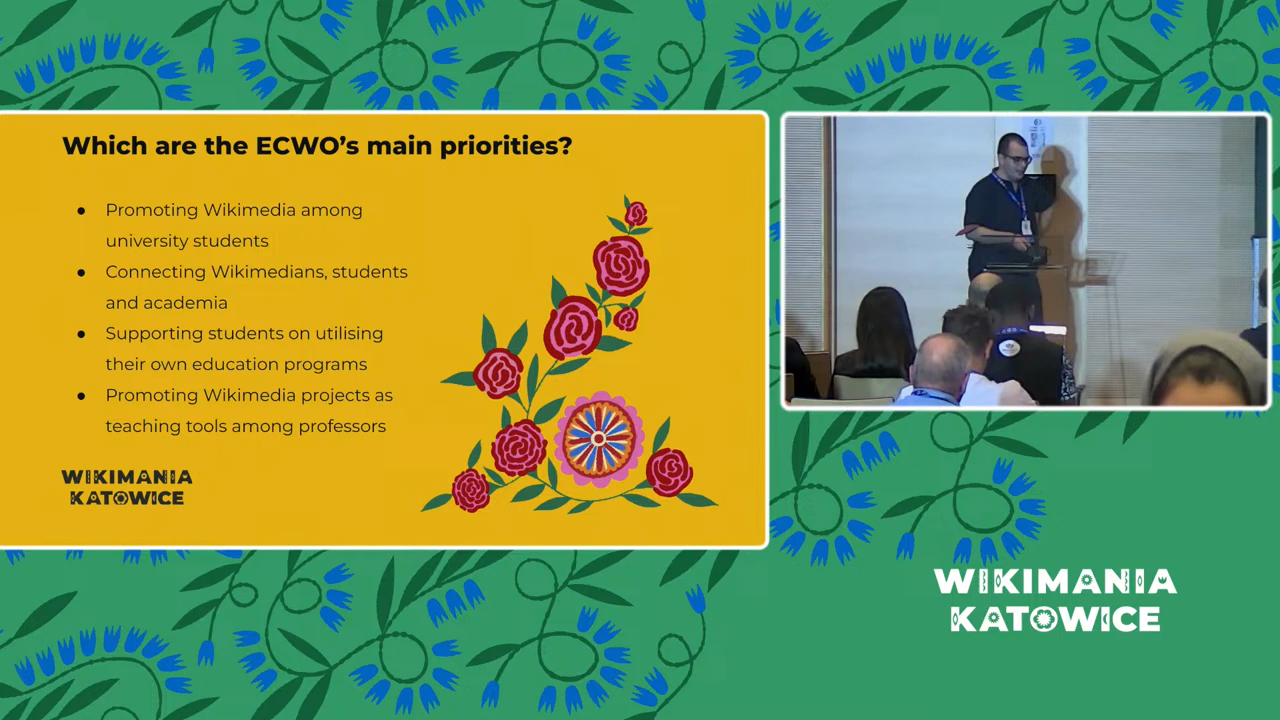 Which are the ECWO's main priorities?
● Promoting Wikimedia among
university students
● Connecting Wikimedians, students
and academia
● Supporting students on utilising
their own education programs
● Promoting Wikimedia projects as
teaching tools among professors
WIKIMANIA
KATOWICE
WIKIMANIA
KATOWICE